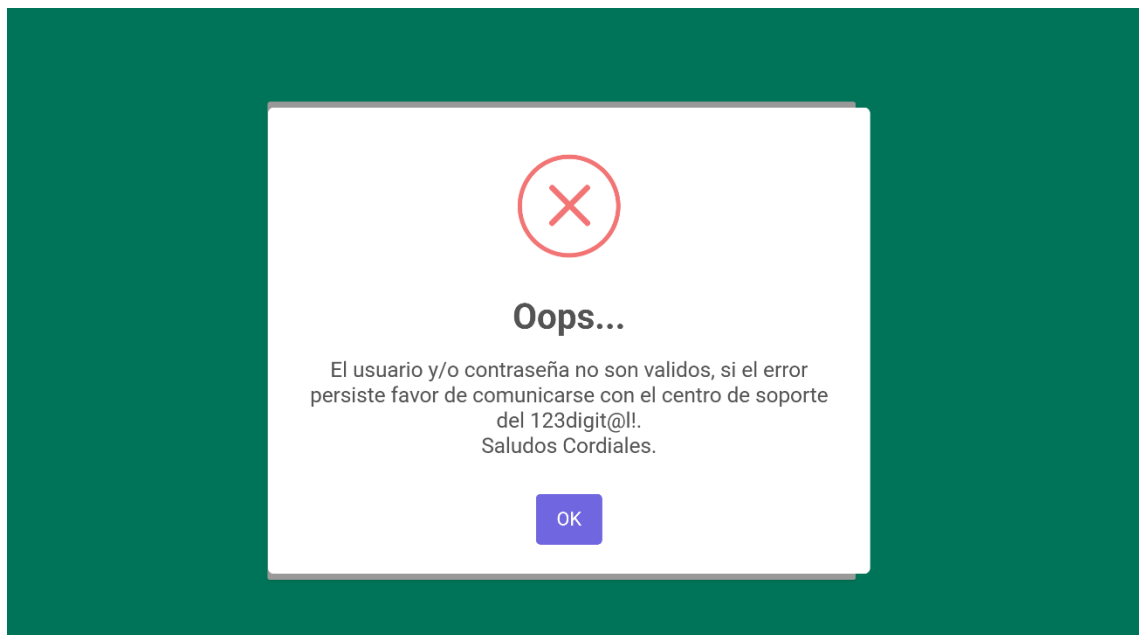 Oops...
El usuario y/o contraseña no son validos, si el error
persiste favor de comunicarse con el centro de soporte
del 123digit@l!.
Saludos Cordiales.
OK